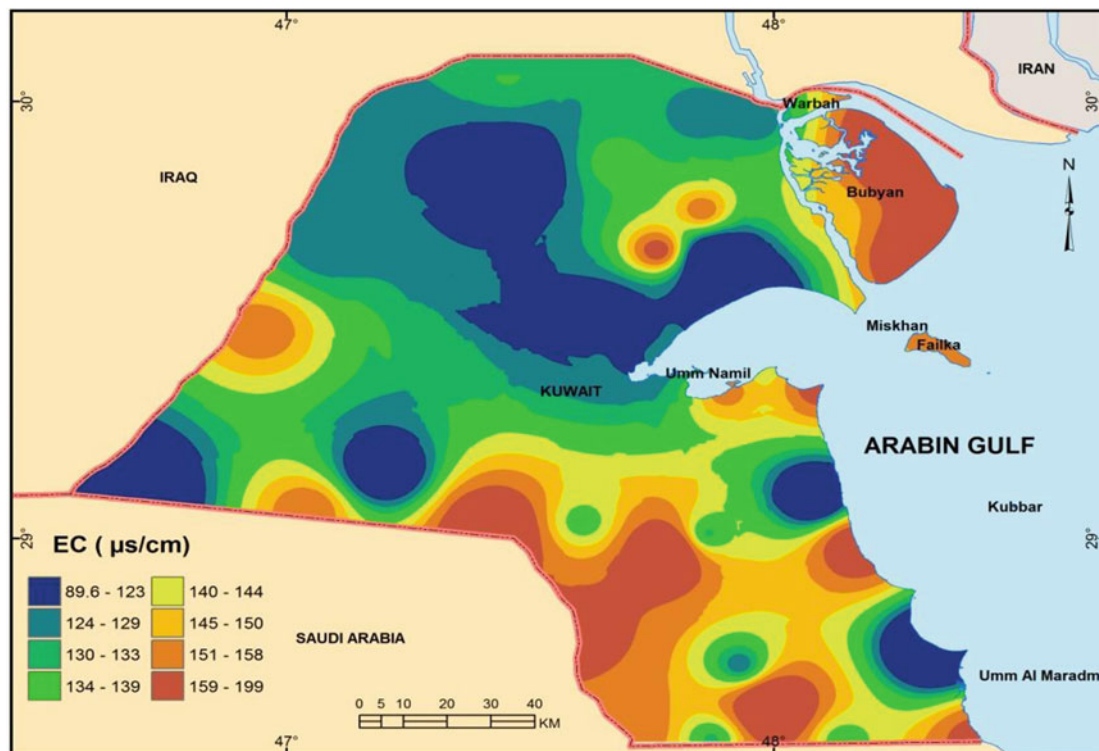 47°
48°
IRAN
30°
30°
Warbah
N
IRAQ
Bubyan
Miskhan
Failka
Umm Namil
KUWAIT
ARABIN GULF
Kubbar
29°
29°
EC ( µs/cm)
89.6 - 123
140 - 144
124 - 129
145 - 150
130 - 133
151 - 158
134 - 139
159 - 199
SAUDI ARABIA
Umm Al Maradm
0 5 10 20 30 40
KM
47°
48°